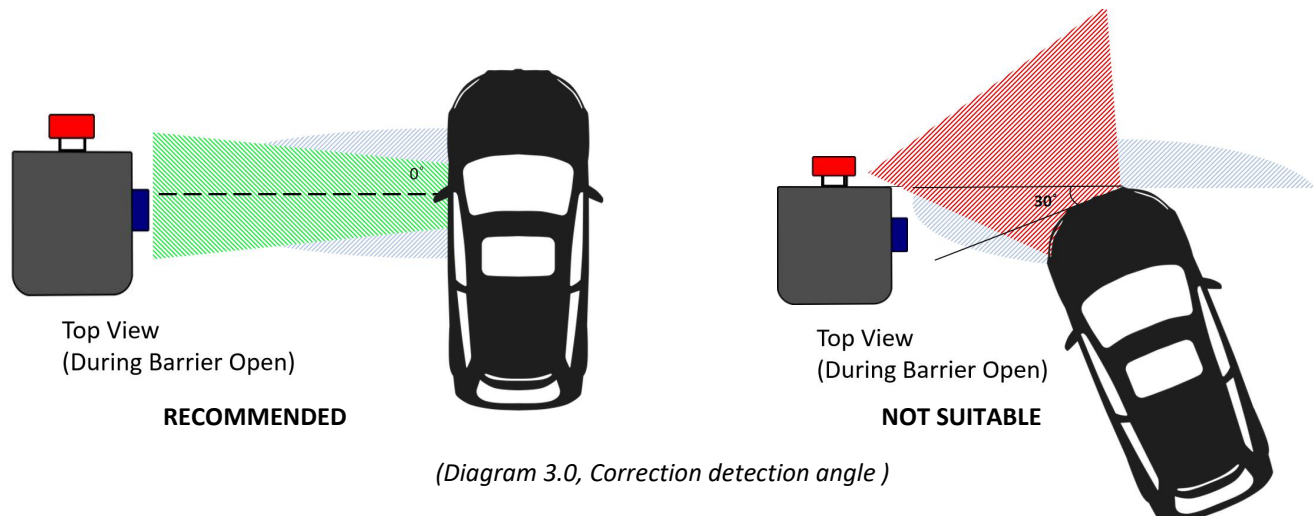 0°
Top View
(During Barrier Open)
RECOMMENDED
30°
Top View
(During Barrier Open)
NOT SUITABLE
(Diagram 3.0, Correction detection angle )